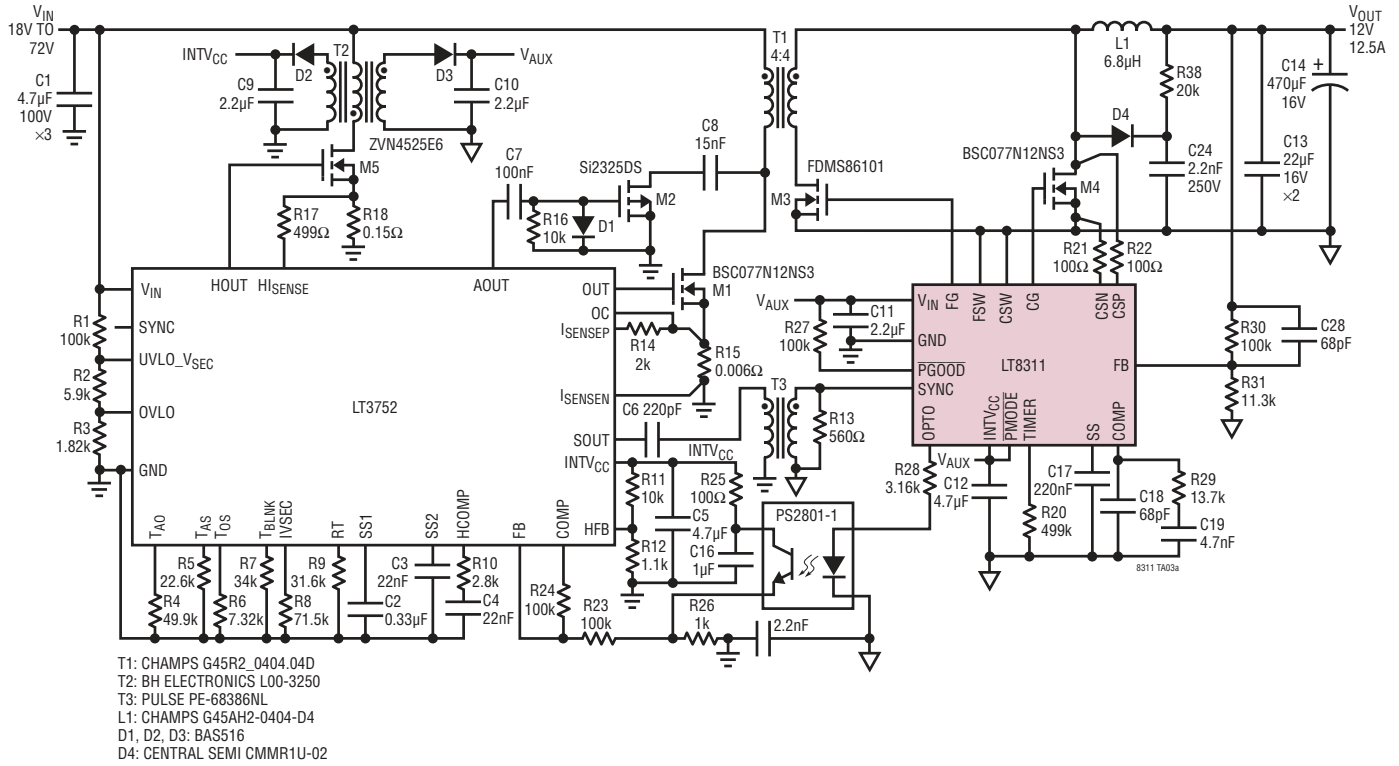 VIN
18V TO
72V
C1
4.7µF
100V
×3
INTVCC
D2
T2
D3
VAUX
C9
2.2µF
C10
2.2µF
ZVN4525E6
M5
R17
499Ω
R18
0.15Ω
C7
100nF
Si2325DS
M2
R16
10k
D1
C8
15nF
T1
4:4
FDMS86101
M3
BSC077N12NS3
M1
L1
6.8µH
R38
20k
D4
BSC077N12NS3
M4
C24
2.2nF
250V
VOUT
12V
12.5A
C14
+
470µF
16V
C13
22µF
16V
×2
R21
100Ω
R22
100Ω
R1
100k
R2
5.9k
R3
1.82k
VIN
SYNC
UVLO_VSEC
OVLO
GND
HOUT
HISENSE
AOUT
OUT
OC
ISENSEP
ISENSEN
SOUT
INTVCC
HFB
LT3752
TAO
TAS
TOS
TBLINK
IVSEC
RT
SS1
SS2
HCOMP
FB
COMP
R14
2k
R15
0.006Ω
C6 220pF
T3
R13
560Ω
INTVCC
R11
10k
R12
1.1k
C5
4.7µF
R25
100Ω
C16
1µF
PS2801-1
R4
49.9k
R5
22.6k
R6
7.32k
R7
34k
R8
71.5k
R9
31.6k
C2
0.33µF
C3
22nF
R10
2.8k
C4
22nF
R24
100k
R23
100k
R26
1k
2.2nF
VAUX
R27
100k
C11
2.2µF
VIN
GND
PGOOD
SYNC
FG
FSW
CSW
CG
CSN
CSP
LT8311
FB
OPTO
INTVCC
PMODE
TIMER
SS
COMP
R30
100k
C28
68pF
R31
11.3k
R28
3.16k
VAUX
C12
4.7µF
R20
499k
C17
220nF
C18
68pF
R29
13.7k
C19
4.7nF
8311 TA03a
T1: CHAMPS G45R2_0404.04D
T2: BH ELECTRONICS L00-3250
T3: PULSE PE-68386NL
L1: CHAMPS G45AH2-0404-D4
D1, D2, D3: BAS516
D4: CENTRAL SEMI CMMR1U-02